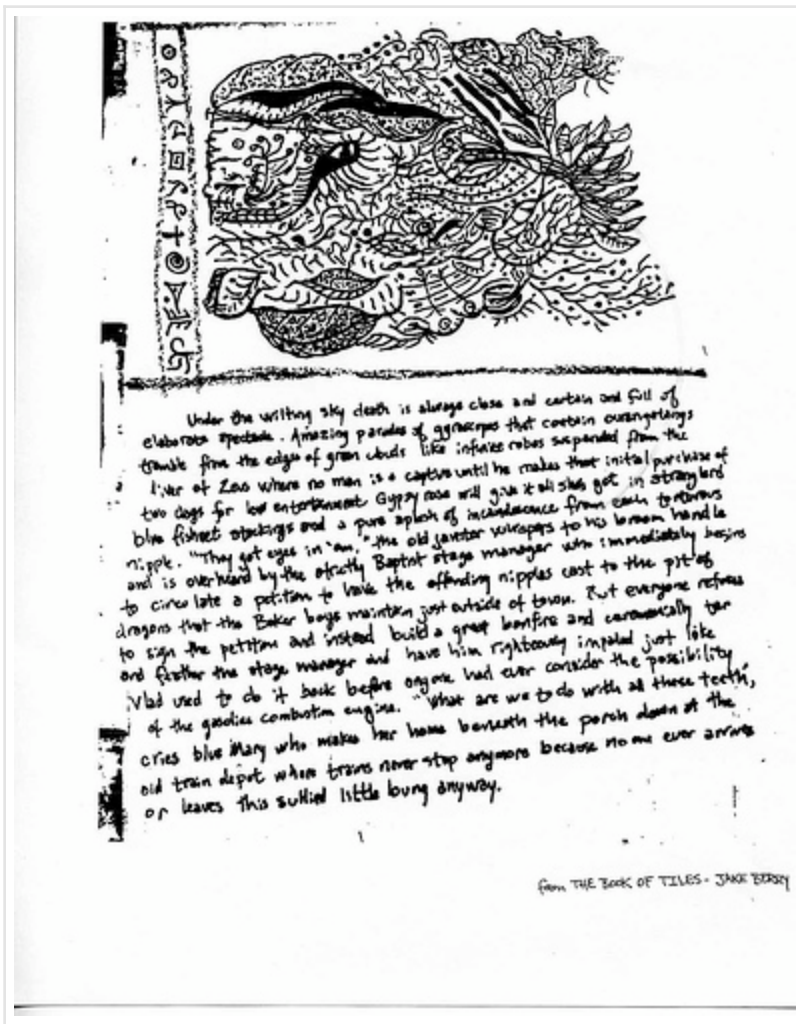 Under the wilting sky death is always close and certain and full of
elaborate spectacle. Amazing parades of gyroscopes that contain ourangatangs
tremble from the edges of green clouds like infinite robes suspended from the
liver of Zeus where no man is a captive until he makes that initial purchase of
two dogs for low entertainment Gypsy rose will give it all shes got in
blue fishnet stockings and a pure splash of incandescence from each torturous
nipple. "They got eyes in 'em," the old janitor whispers to his broom handle
and is overheard by the strictly Baptist stage manager who immediately begins
to circulate a petition to have the offending nipples cast to the pit of
dragons that the Baker boys maintain just outside of town. But everyone refuses
to sign the petition and instead build a great bonfire and ceremonially tar
and feather the stage manager and have him righteously impaled just like
Vlad used to do it back before anyone had ever consider the possibility
of the gasoline combustion engine. "What are we to do with all these teeth,"
cries blue Mary who makes her home beneath the porch down at the
old train depot where trains never stop anymore because no one ever arrives
or leaves this sullied little bung anyway.
from THE BOOK OF TILES - JAKE BERRY